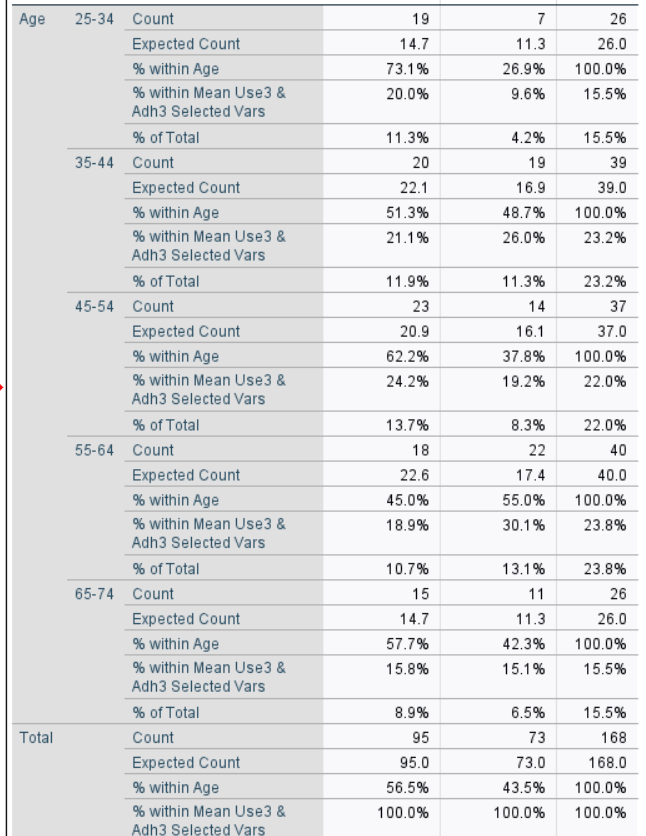 Age 25-34 Count 19 7 26
Expected Count 14.7 11.3 26.0
% within Age 73.1% 26.9% 100.0%
% within Mean Use3 & 20.0% 9.6% 15.5%
Adh3 Selected Vars
% of Total 11.3% 4.2% 15.5%
35-44 Count 20 19 39
Expected Count 22.1 16.9 39.0
% within Age 51.3% 48.7% 100.0%
% within Mean Use3 & 21.1% 26.0% 23.2%
Adh3 Selected Vars
% of Total 11.9% 11.3% 23.2%
45-54 Count 23 14 37
Expected Count 20.9 16.1 37.0
% within Age 62.2% 37.8% 100.0%
% within Mean Use3 & 24.2% 19.2% 22.0%
Adh3 Selected Vars
% of Total 13.7% 8.3% 22.0%
55-64 Count 18 22 40
Expected Count 22.6 17.4 40.0
% within Age 45.0% 55.0% 100.0%
% within Mean Use3 & 18.9% 30.1% 23.8%
Adh3 Selected Vars
% of Total 10.7% 13.1% 23.8%
65-74 Count 15 11 26
Expected Count 14.7 11.3 26.0
% within Age 57.7% 42.3% 100.0%
% within Mean Use3 & 15.8% 15.1% 15.5%
Adh3 Selected Vars
% of Total 8.9% 6.5% 15.5%
Total Count 95 73 168
Expected Count 95.0 73.0 168.0
% within Age 56.5% 43.5% 100.0%
% within Mean Use3 & 100.0% 100.0% 100.0%
Adh3 Selected Vars